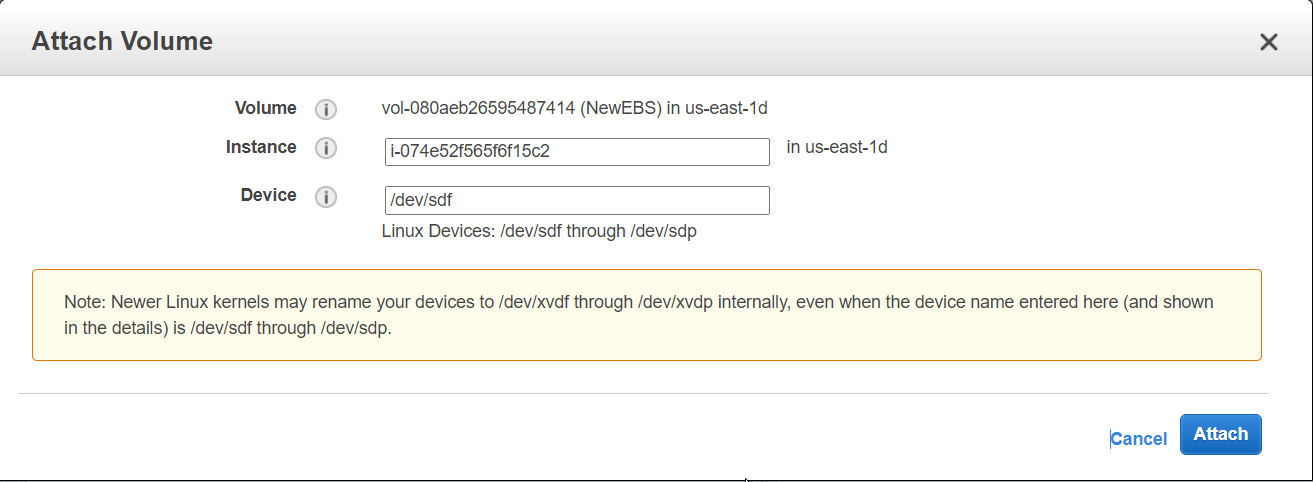 Attach Volume
Volume vol-080aeb26595487414 (NewEBS) in us-east-1d
Instance i-074e52f565f6f15c2 in us-east-1d
Device /dev/sdf
Linux Devices: /dev/sdf through /dev/sdp
Note: Newer Linux kernels may rename your devices to /dev/xvdf through /dev/xvdp internally, even when the device name entered here (and shown
in the details) is /dev/sdf through /dev/sdp.
Cancel Attach